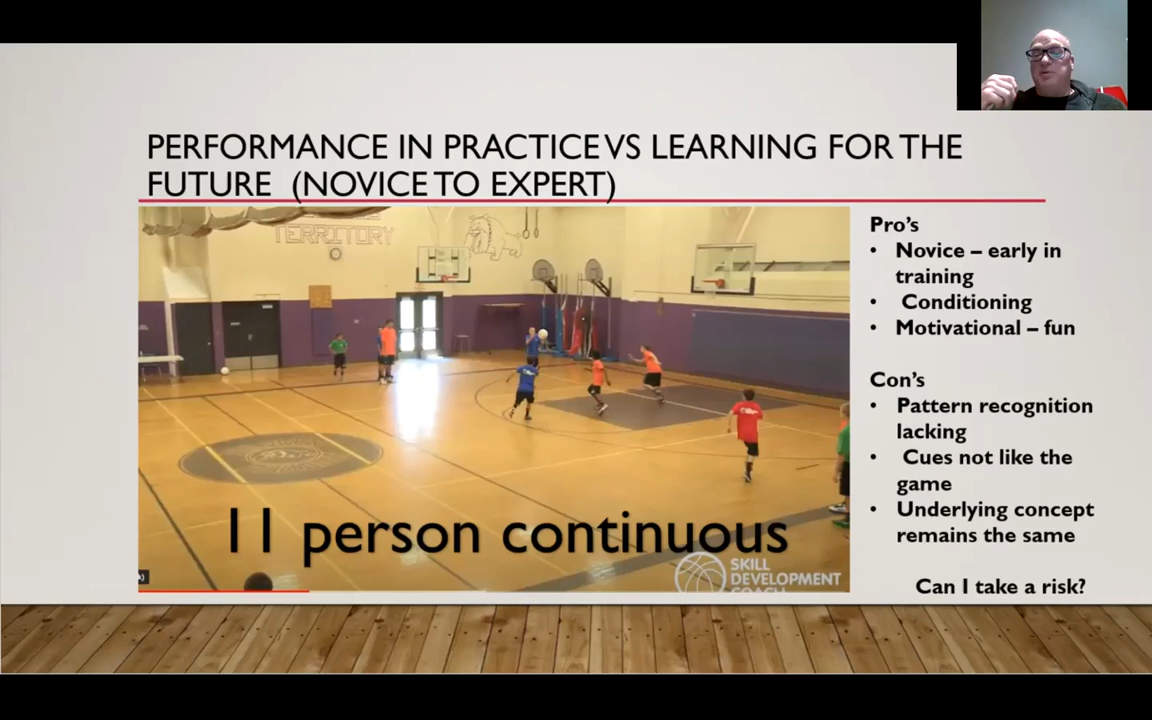 PERFORMANCE IN PRACTICE VS LEARNING FOR THE
FUTURE (NOVICE TO EXPERT)
TERRITORY
Pro's
• Novice – early in
training
• Conditioning
• Motivational – fun
Con's
• Pattern recognition
lacking
• Cues not like the
game
• Underlying concept
remains the same
Can I take a risk?
11 person continuous
SKILL
DEVELOPMENT
COACH